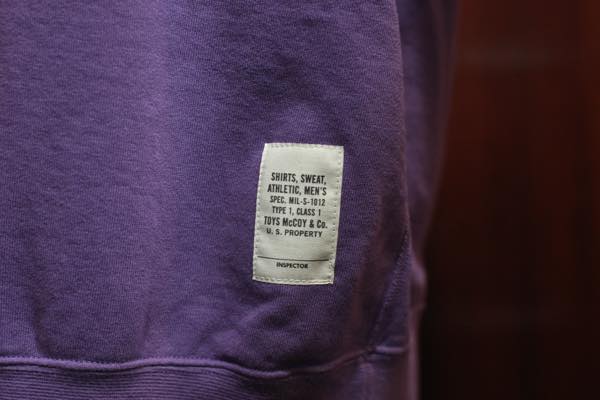 SHIRTS, SWEAT,
ATHLETIC, MEN'S
SPEC. MIL-S-1012
TYPE 1, CLASS 1
TOYS McCOY & Co.
U. S. PROPERTY
INSPECTOR